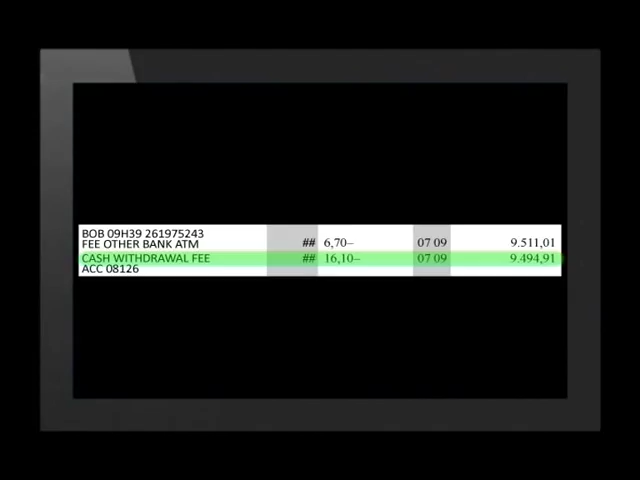 BOB 09H39 261975243
FEE OTHER BANK ATM ## 6,70– 07 09 9.511,01
CASH WITHDRAWAL FEE ## 16,10– 07 09 9.494,91
ACC 08126